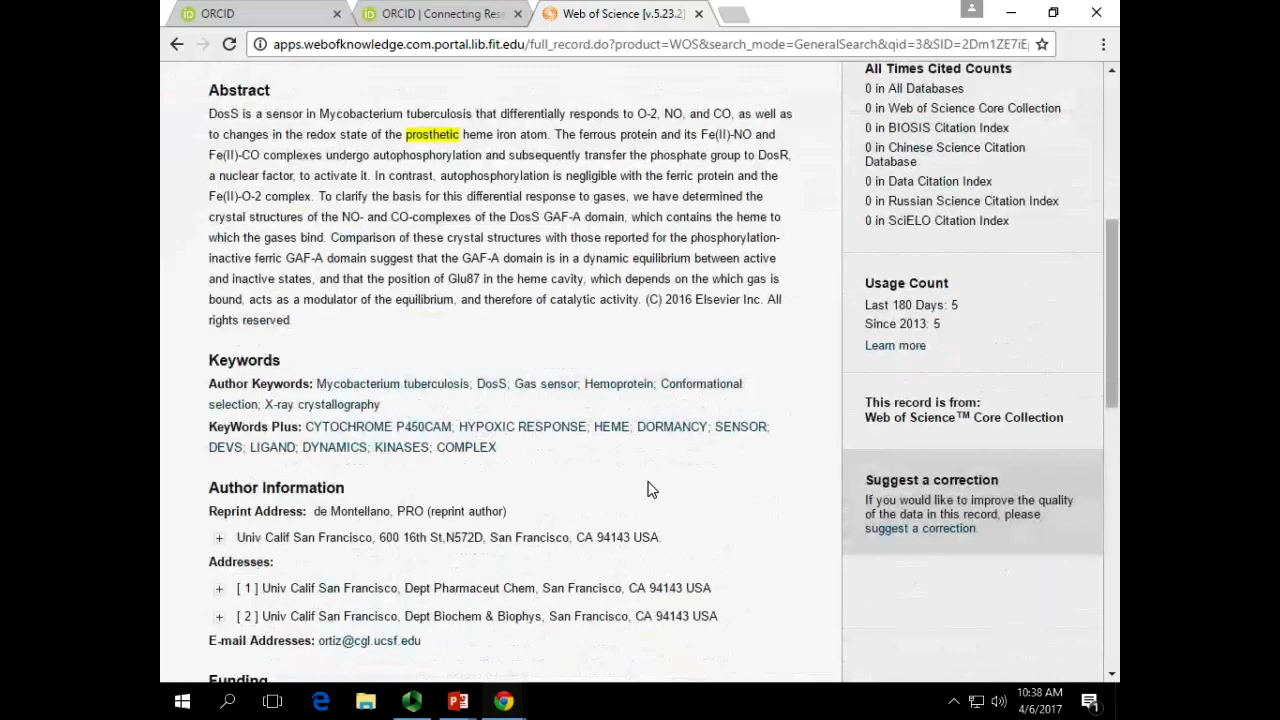 ORCID
ORCID | Connecting Res
Web of Science [v.5.23.2]
apps.webofknowledge.com.portal.lib.fit.edu/full_record.do?product=WOS&search_mode=GeneralSearch&qid=3&SID=2Dm1ZE7iE
Abstract
DosS is a sensor in Mycobacterium tuberculosis that differentially responds to O-2, NO, and CO, as well as
to changes in the redox state of the prosthetic heme iron atom. The ferrous protein and its Fe(II)-NO and
Fe(II)-CO complexes undergo autophosphorylation and subsequently transfer the phosphate group to DosR,
a nuclear factor, to activate it. In contrast, autophosphorylation is negligible with the ferric protein and the
Fe(II)-O-2 complex. To clarify the basis for this differential response to gases, we have determined the
crystal structures of the NO- and CO-complexes of the DosS GAF-A domain, which contains the heme to
which the gases bind. Comparison of these crystal structures with those reported for the phosphorylation-
inactive ferric GAF-A domain suggest that the GAF-A domain is in a dynamic equilibrium between active
and inactive states, and that the position of Glu87 in the heme cavity, which depends on the which gas is
bound, acts as a modulator of the equilibrium, and therefore of catalytic activity. (C) 2016 Elsevier Inc. All
rights reserved.
Keywords
Author Keywords: Mycobacterium tuberculosis; DosS; Gas sensor; Hemoprotein; Conformational
selection; X-ray crystallography
KeyWords Plus: CYTOCHROME P450CAM; HYPOXIC RESPONSE; HEME; DORMANCY; SENSOR;
DEVS; LIGAND; DYNAMICS; KINASES; COMPLEX
Author Information
Reprint Address: de Montellano, PRO (reprint author)
+ Univ Calif San Francisco, 600 16th St,N572D, San Francisco, CA 94143 USA.
Addresses:
+ [ 1 ] Univ Calif San Francisco, Dept Pharmaceut Chem, San Francisco, CA 94143 USA
+ [ 2 ] Univ Calif San Francisco, Dept Biochem & Biophys, San Francisco, CA 94143 USA
E-mail Addresses: ortiz@cgl.ucsf.edu
Funding
All Times Cited Counts
0 in All Databases
0 in Web of Science Core Collection
0 in BIOSIS Citation Index
0 in Chinese Science Citation
Database
0 in Data Citation Index
0 in Russian Science Citation Index
0 in SciELO Citation Index
Usage Count
Last 180 Days: 5
Since 2013: 5
Learn more
This record is from:
Web of Science™ Core Collection
Suggest a correction
If you would like to improve the quality
of the data in this record, please
suggest a correction.
10:38 AM
4/6/2017